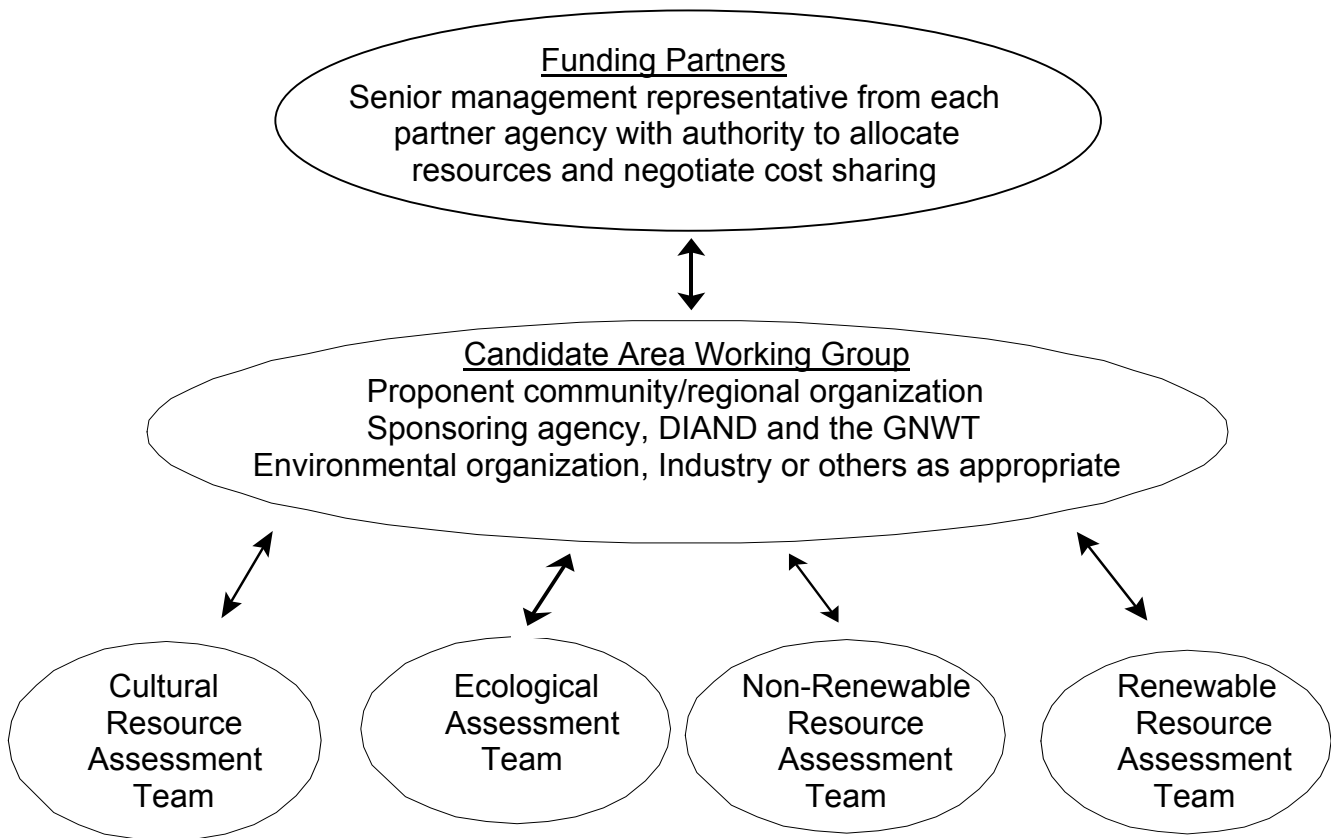 Funding Partners
Senior management representative from each
partner agency with authority to allocate
resources and negotiate cost sharing
Candidate Area Working Group
Proponent community/regional organization
Sponsoring agency, DIAND and the GNWT
Environmental organization, Industry or others as appropriate
Cultural
Resource
Assessment
Team
Ecological
Assessment
Team
Non-Renewable
Resource
Assessment
Team
Renewable
Resource
Assessment
Team